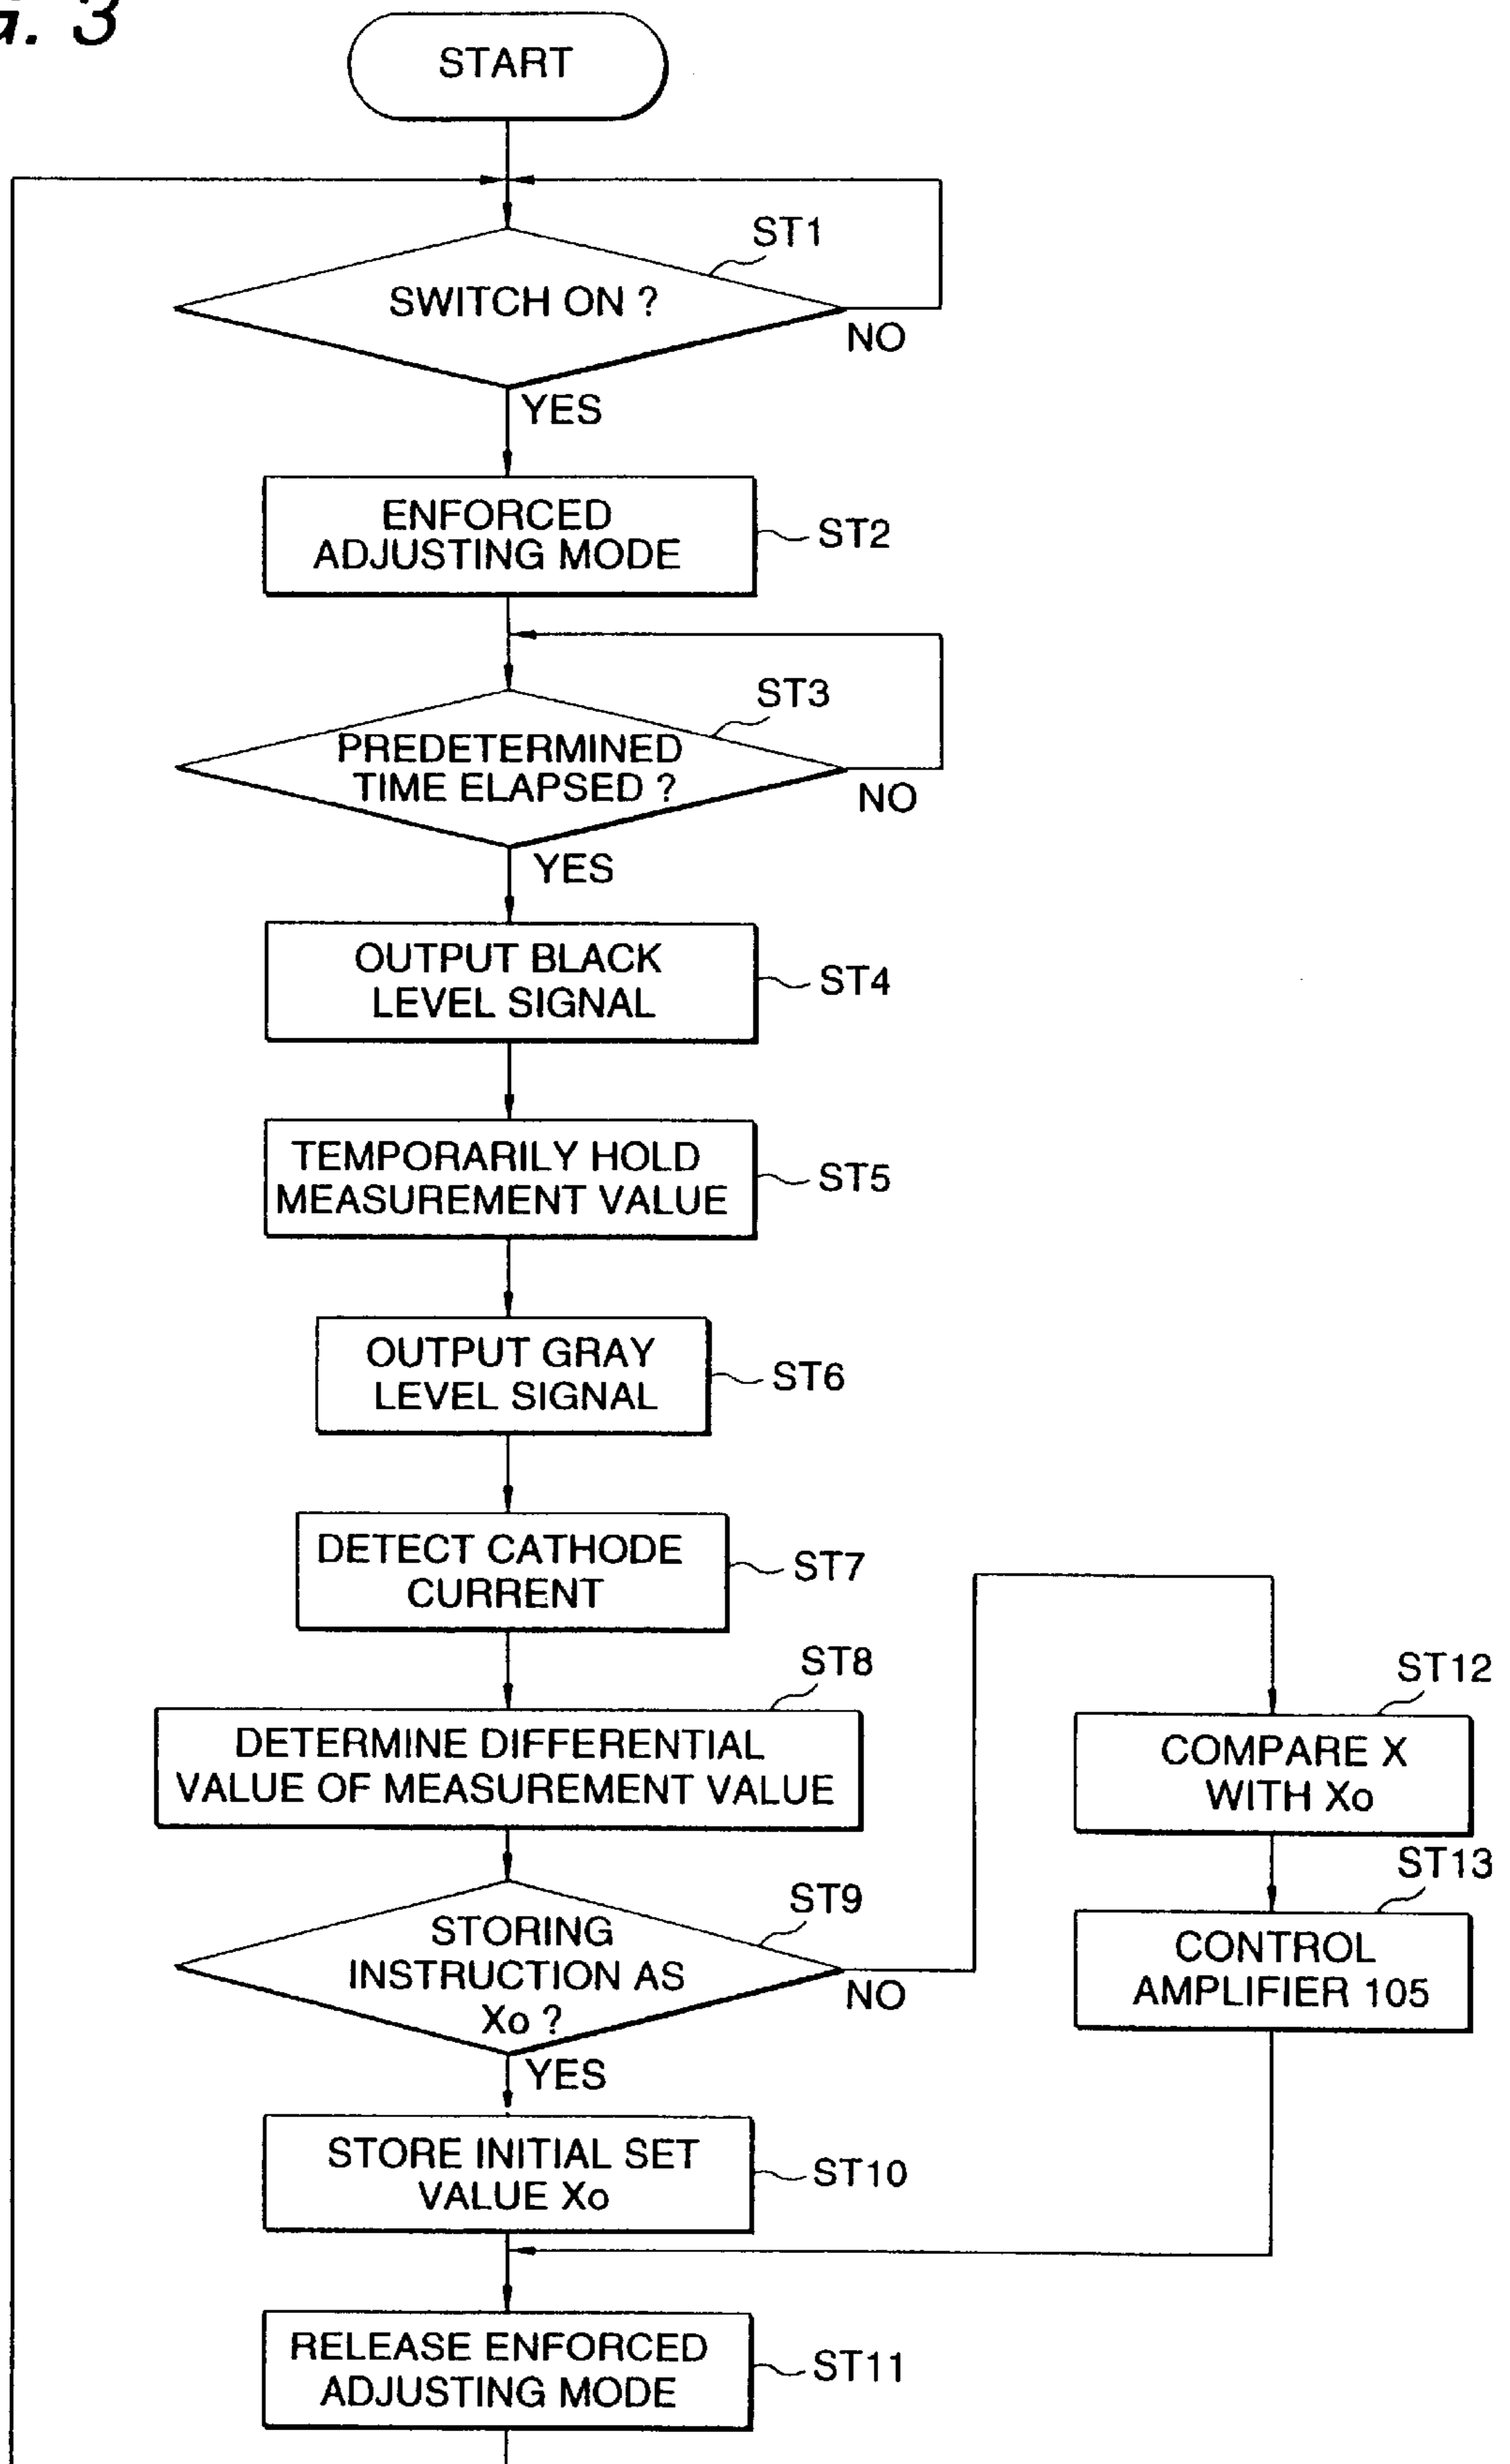 G. 3
START
ST1
SWITCH ON ?
NO
YES
ENFORCED
ADJUSTING MODE
ST2
ST3
PREDETERMINED
TIME ELAPSED ?
NO
YES
OUTPUT BLACK
LEVEL SIGNAL
ST4
TEMPORARILY HOLD
MEASUREMENT VALUE
ST5
OUTPUT GRAY
LEVEL SIGNAL
ST6
DETECT CATHODE
CURRENT
ST7
ST8
DETERMINE DIFFERENTIAL
VALUE OF MEASUREMENT VALUE
ST9
STORING
INSTRUCTION AS
Xo ?
NO
YES
ST12
COMPARE X
WITH Xo
ST13
CONTROL
AMPLIFIER 105
STORE INITIAL SET
VALUE Xo
ST10
RELEASE ENFORCED
ADJUSTING MODE
ST11